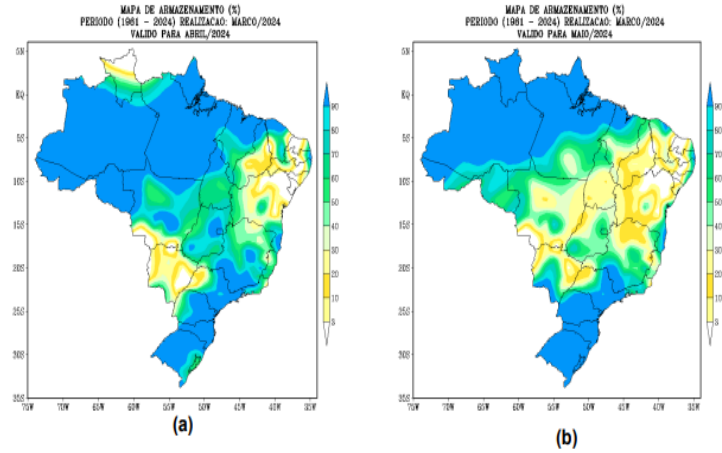 MAPA DE ARMAZENAMENTO (%)
PERIODO (1981 - 2024) REALIZACAO: MARCO/2024
VALIDO PARA ABRIL/2024
5N
EQ
5S
10S
15S
20S
25S
30S
35S
75W 70W 65W 60W 55W 50W 45W 40W 35W
90
80
70
60
50
40
30
20
10
5
(a)
MAPA DE ARMAZENAMENTO (%)
PERIODO (1981 - 2024) REALIZACAO: MARCO/2024
VALIDO PARA MAIO/2024
5N
EQ
5S
10S
15S
20S
25S
30S
35S
75W 70W 65W 60W 55W 50W 45W 40W 35W
90
80
70
60
50
40
30
20
10
5
(b)